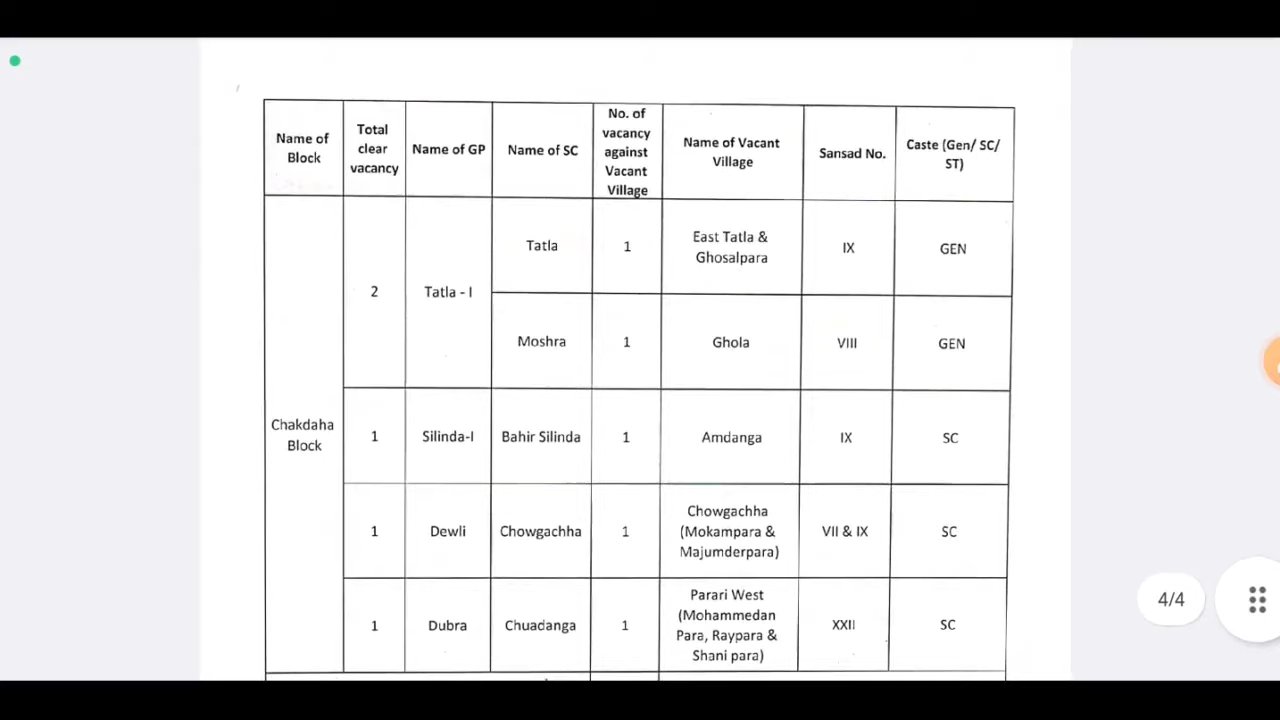 Name of Block
Total clear vacancy
Name of GP
Name of SC
No. of vacancy against Vacant Village
Name of Vacant Village
Sansad No.
Caste (Gen/ SC/ ST)
Chakdaha Block
2
Tatla - I
Tatla
1
East Tatla & Ghosalpara
IX
GEN
Moshra
1
Ghola
VIII
GEN
1
Silinda-I
Bahir Silinda
1
Amdanga
IX
SC
1
Dewli
Chowgachha
1
Chowgachha (Mokampara & Majumderpara)
VII & IX
SC
1
Dubra
Chuadanga
1
Parari West (Mohammedan Para, Raypara & Shani para)
XXII
SC
4/4